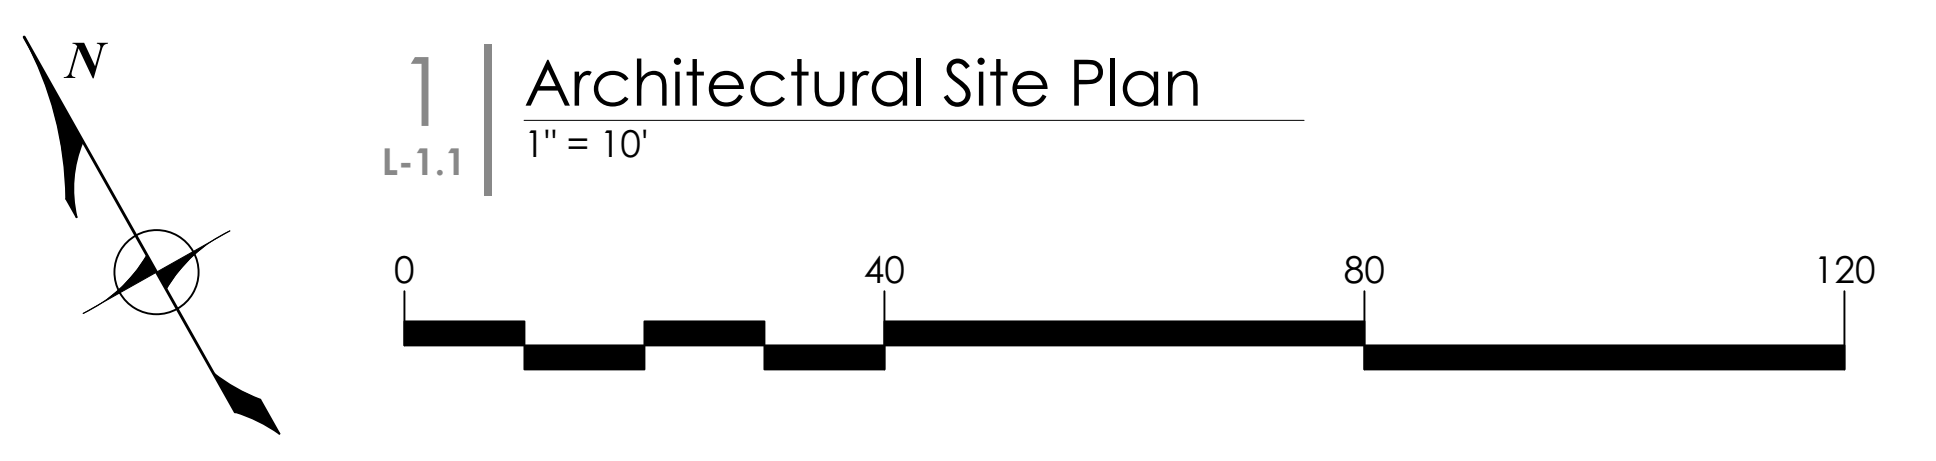 N
1
L-1.1
Architectural Site Plan
1" = 10'
0 40 80 120